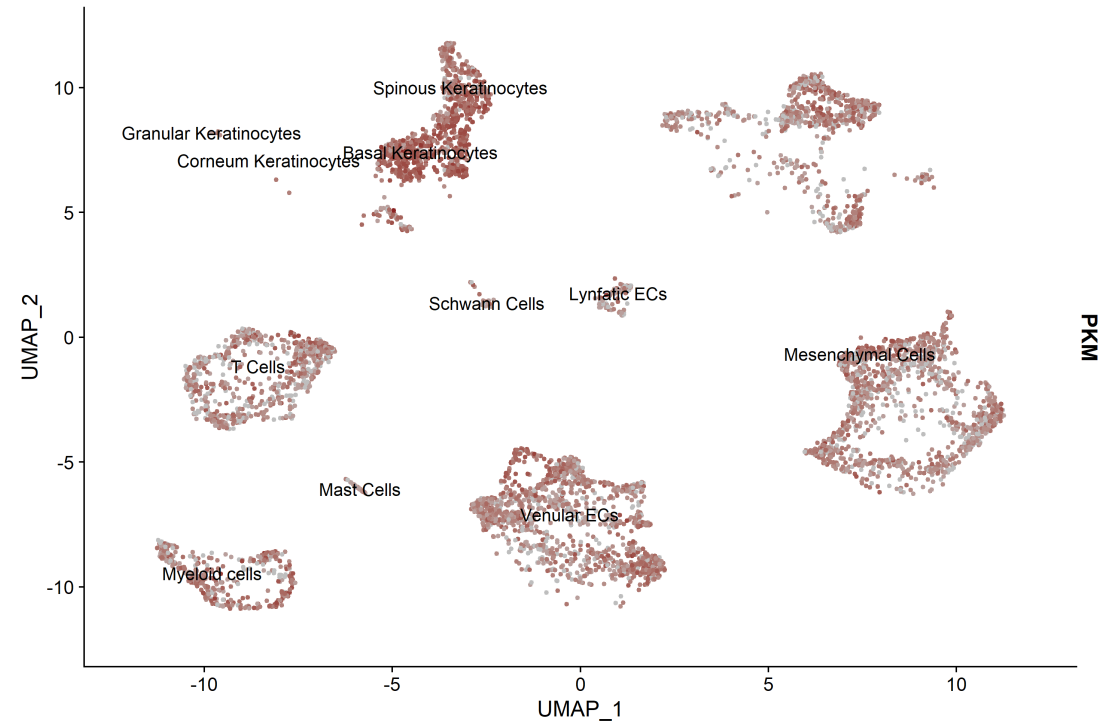 Spinous Keratinocytes
Granular Keratinocytes
Basal Keratinocytes
Corneum Keratinocytes
Lynfatic ECs
Schwann Cells
Mesenchymal Cells
T Cells
Mast Cells
Venular ECs
Myeloid cells
10
5
0
-5
-10
UMAP_2
PKM
-10
-5
0
5
10
UMAP_1